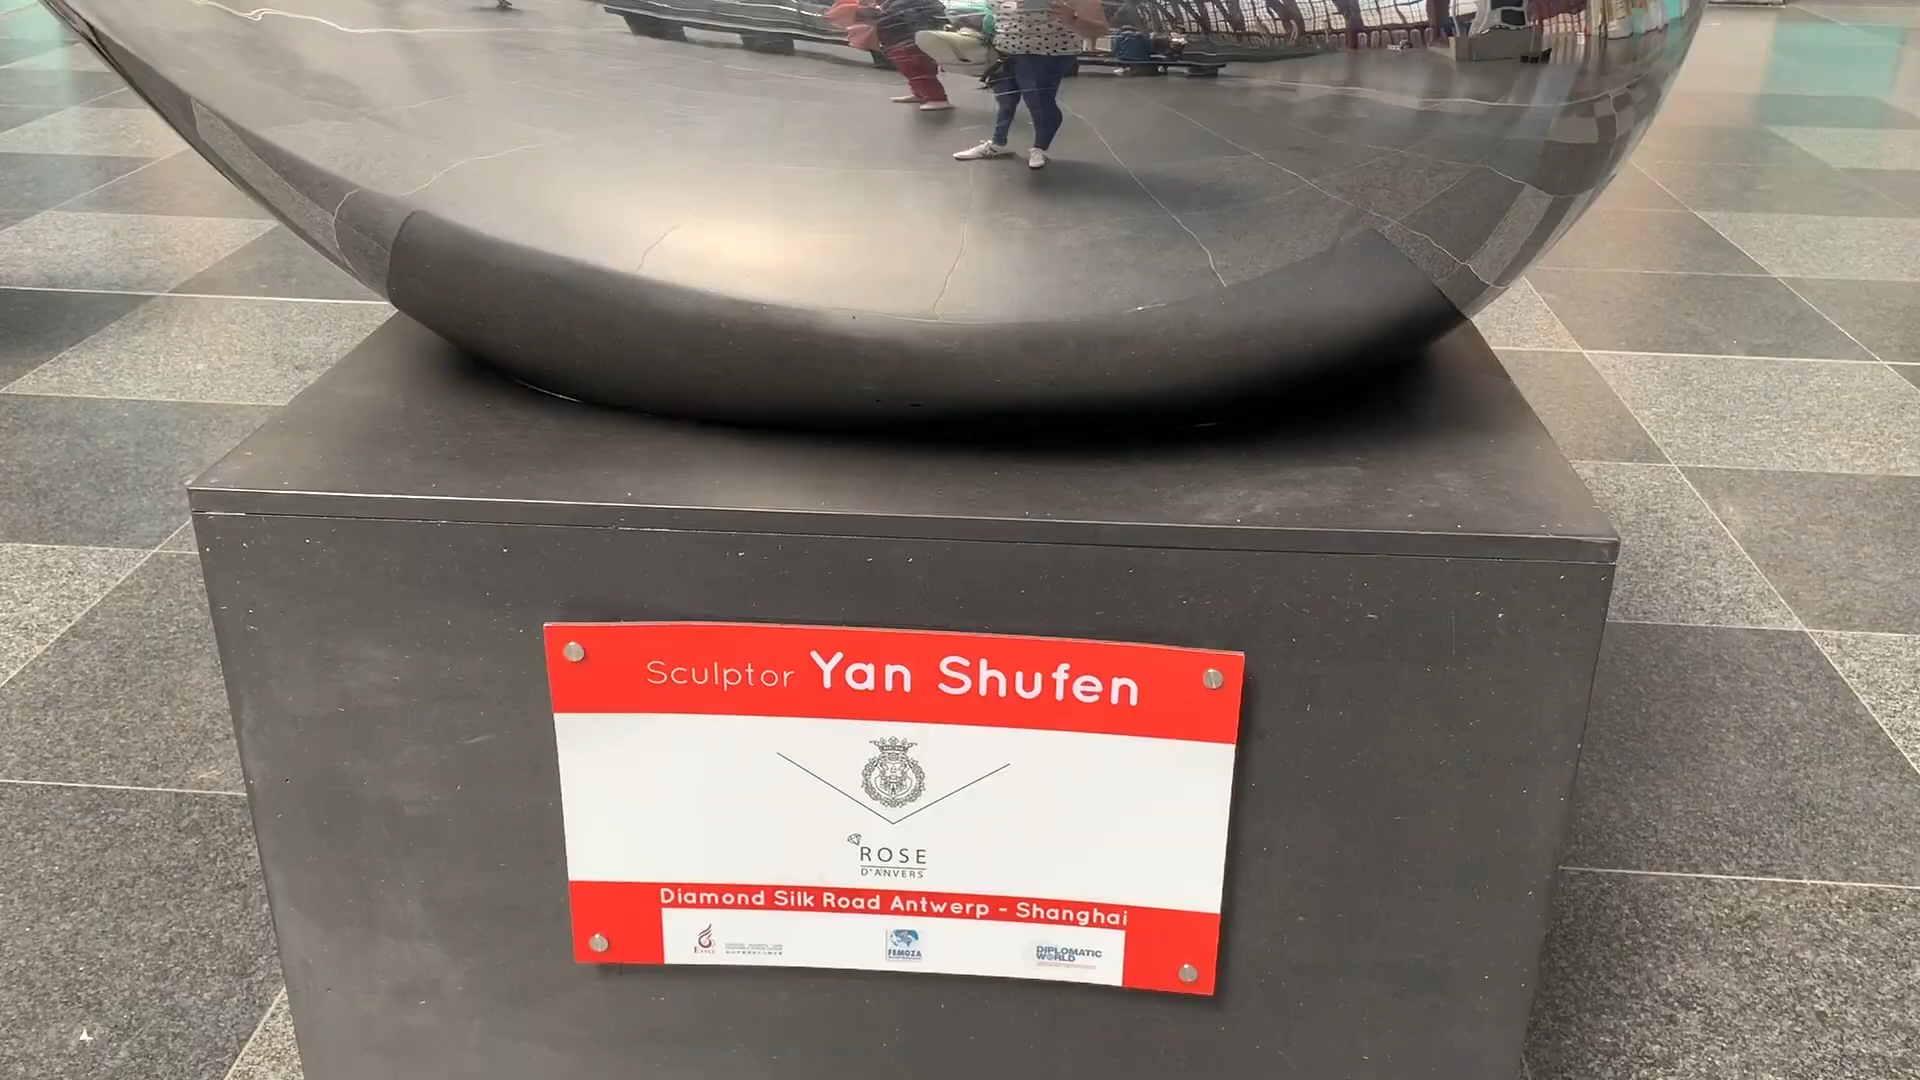 Sculptor Yan Shufen
ROSE
D'ANVERS
Diamond Silk Road Antwerp - Shanghai
FEMOZA
DIPLOMATIC
WORLD